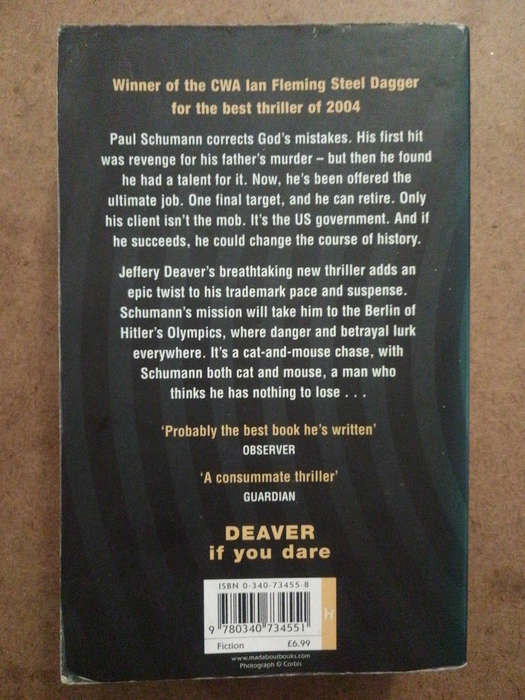 Winner of the CWA Ian Fleming Steel Dagger
for the best thriller of 2004
Paul Schumann corrects God's mistakes. His first hit
was revenge for his father's murder – but then he found
he had a talent for it. Now, he's been offered the
ultimate job. One final target, and he can retire. Only
his client isn't the mob. It's the US government. And if
he succeeds, he could change the course of history.
Jeffery Deaver's breathtaking new thriller adds an
epic twist to his trademark pace and suspense.
Schumann's mission will take him to the Berlin of
Hitler's Olympics, where danger and betrayal lurk
everywhere. It's a cat-and-mouse chase, with
Schumann both cat and mouse, a man who
thinks he has nothing to lose . . .
'Probably the best book he's written'
OBSERVER
'A consummate thriller'
GUARDIAN
DEAVER
if you dare
ISBN 0-340-73455-8
9 780340 734551
Fiction £6.99
www.madaboutbooks.com
Photograph © Corbis
H